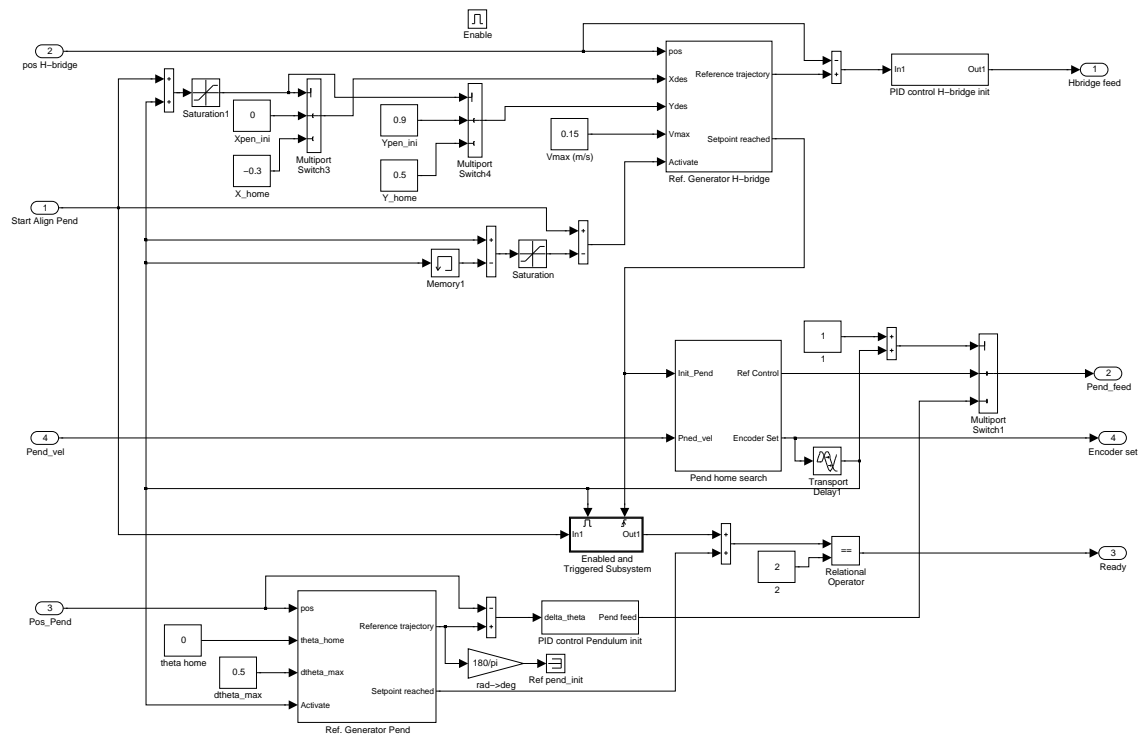 Enable
2
pos H−bridge
pos
Xdes
Ydes
Vmax
Activate
Reference trajectory
Setpoint reached
Ref. Generator H−bridge
−
+
In1
Out1
PID control H−bridge init
1
Hbridge feed
+
+
Saturation1
0
Xpen_ini
−0.3
X_home
Multiport
Switch3
0.9
Ypen_ini
0.5
Y_home
Multiport
Switch4
0.15
Vmax (m/s)
1
Start Align Pend
+
−
Memory1
Saturation
+
−
1
1
+
+
Init_Pend
Pned_vel
Ref Control
Encoder Set
Pend home search
Multiport
Switch1
2
Pend_feed
4
Pend_vel
4
Encoder set
Transport
Delay1
In1
Out1
Enabled and
Triggered Subsystem
+
+
2
2
==
Relational
Operator
3
Ready
3
Pos_Pend
pos
theta_home
dtheta_max
Activate
Reference trajectory
Setpoint reached
Ref. Generator Pend
0
theta home
0.5
dtheta_max
−
+
delta_theta
Pend feed
PID control Pendulum init
180/pi
rad−>deg
Ref pend_init